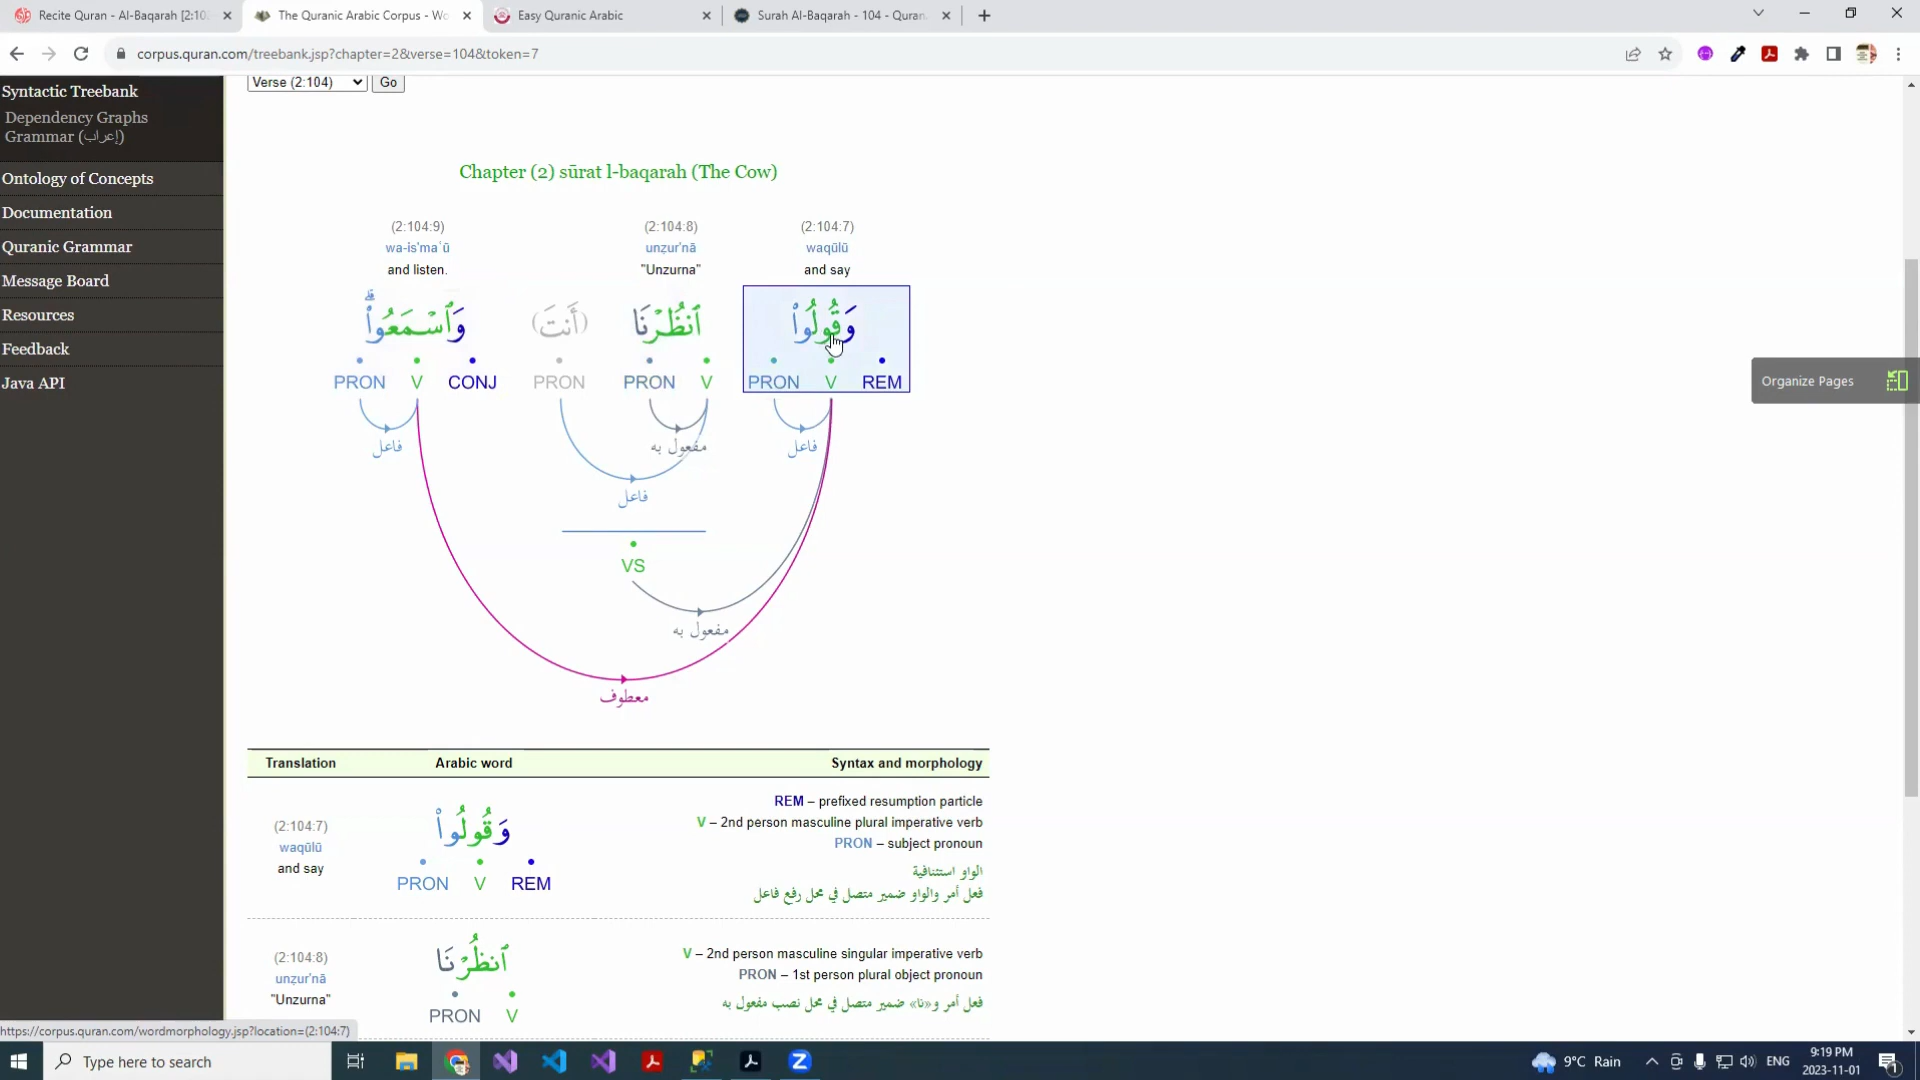 Recite Quran - Al-Baqarah [2:10
The Quranic Arabic Corpus - Wo
Easy Quranic Arabic
Surah Al-Baqarah - 104 - Quran.
corpus.quran.com/treebank.jsp?chapter=2&verse=104&token=7
Syntactic Treebank
Dependency Graphs
Grammar (إعراب)
Ontology of Concepts
Documentation
Quranic Grammar
Message Board
Resources
Feedback
Java API
Verse (2:104)
Go
Chapter (2) sūrat l-baqarah (The Cow)
(2:104:9) (2:104:8) (2:104:7)
wa-is'maʿū unẓur'nā waqūlū
and listen. "Unzurna" and say
وَقُولُوا۟ ٱنظُرْنَا (أَنتَ) وَٱسْمَعُوا۟ ۗ
PRON V CONJ PRON PRON V PRON V REM
فاعل
مفعول به
فاعل
فاعل
VS
مفعول به
معطوف
Organize Pages
Translation Arabic word Syntax and morphology
(2:104:7)
waqūlū
and say
وَقُولُوا۟
PRON V REM
REM – prefixed resumption particle
V – 2nd person masculine plural imperative verb
PRON – subject pronoun
الواو استئنافية
فعل أمر والواو ضمير متصل في محل رفع فاعل
(2:104:8)
unẓur'nā
"Unzurna"
ٱنظُرْنَا
PRON V
V – 2nd person masculine singular imperative verb
PRON – 1st person plural object pronoun
فعل أمر و«نا» ضمير متصل في محل نصب مفعول به
https://corpus.quran.com/wordmorphology.jsp?location=(2:104:7)
Type here to search
9°C Rain
ENG
9:19 PM
2023-11-01
1